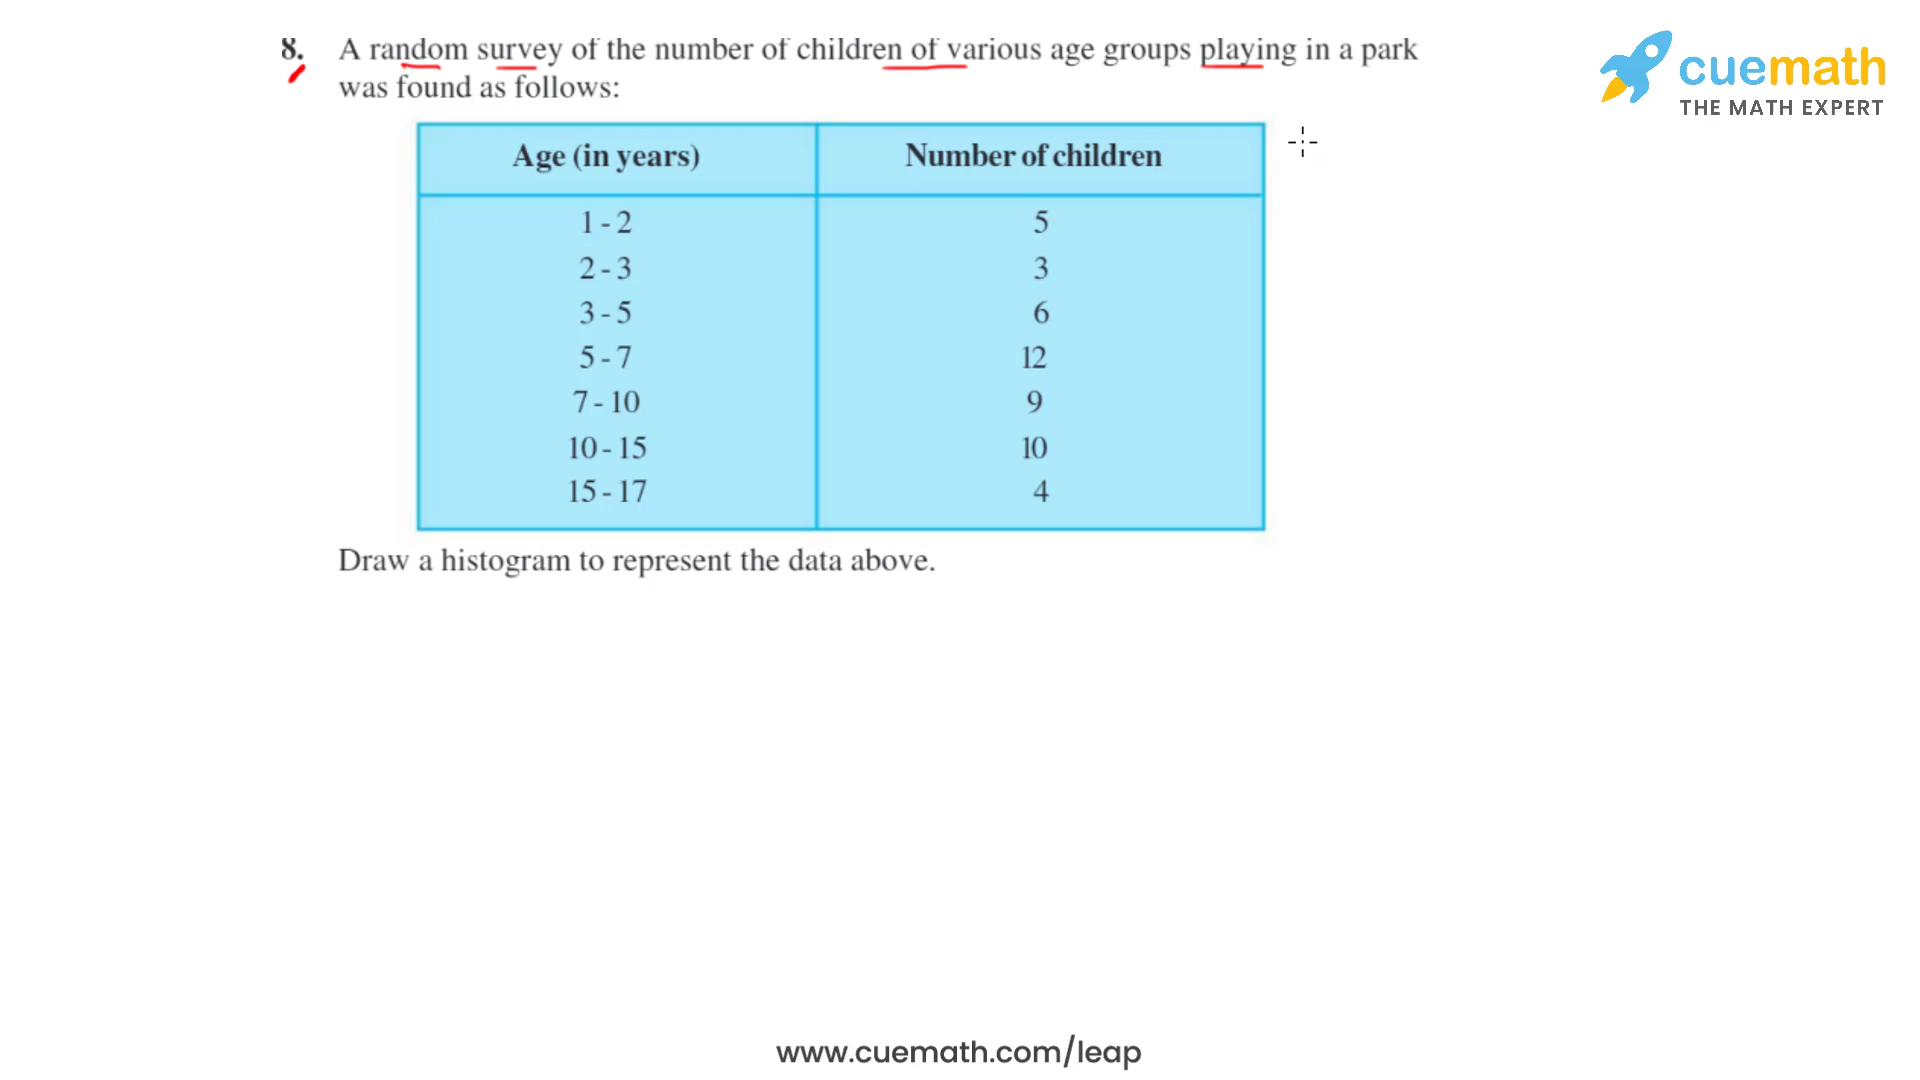 8. A random survey of the number of children of various age groups playing in a park
was found as follows:
cuemath
THE MATH EXPERT
Age (in years) Number of children
1 - 2 5
2 - 3 3
3 - 5 6
5 - 7 12
7 - 10 9
10 - 15 10
15 - 17 4
Draw a histogram to represent the data above.
www.cuemath.com/leap